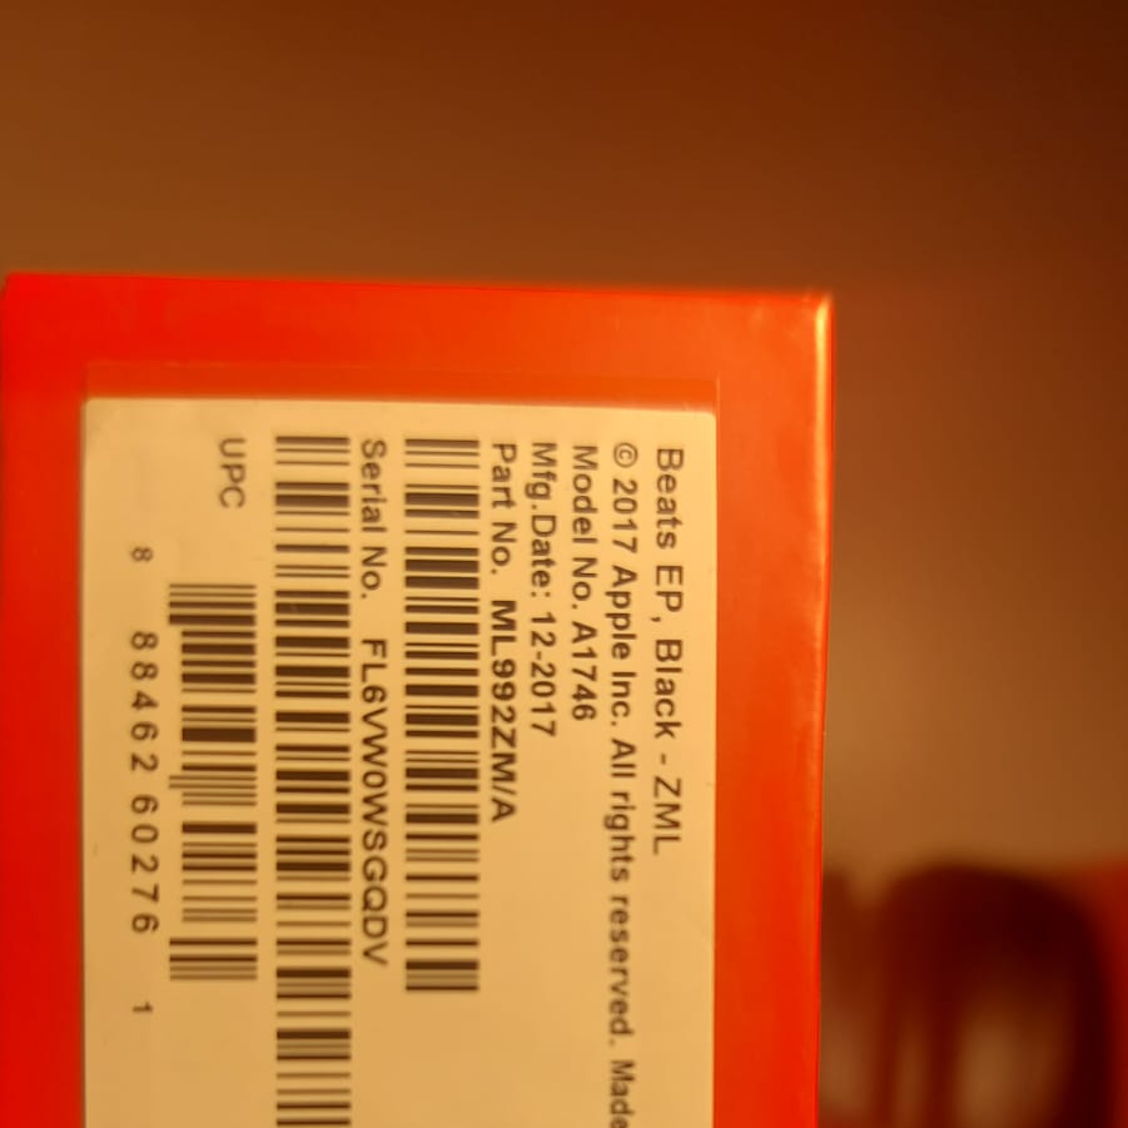 Beats EP, Black - ZML
© 2017 Apple Inc. All rights reserved. Made
Model No. A1746
Mfg.Date: 12-2017
Part No. ML992ZM/A
Serial No. FL6VW0WSGQDV
UPC
8 88462 60276 1